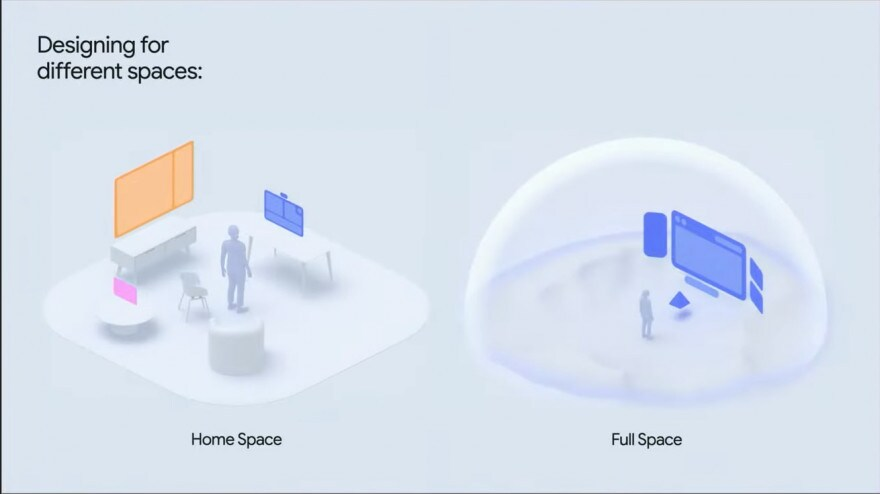 Designing for
different spaces:
Home Space
Full Space